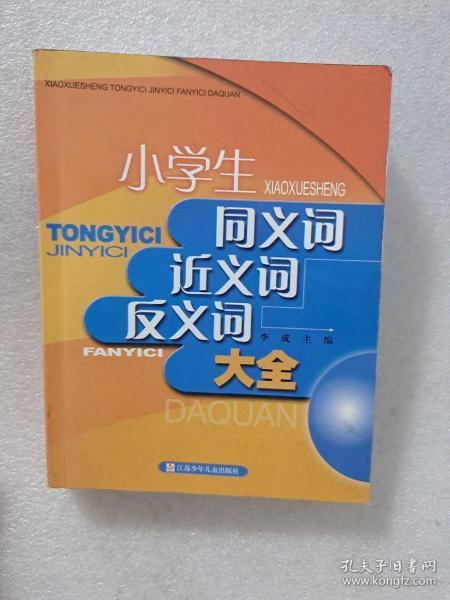 XIAOXUESHENG TONGYICI JINYICI FANYICI DAQUAN
小学生
XIAOXUESHENG
TONGYICI
同义词
JINYICI
近义词
反义词
李成 主编
FANYICI
大全
DAQUAN
江苏少年儿童出版社
孔夫子旧书网
www.kongfz.com